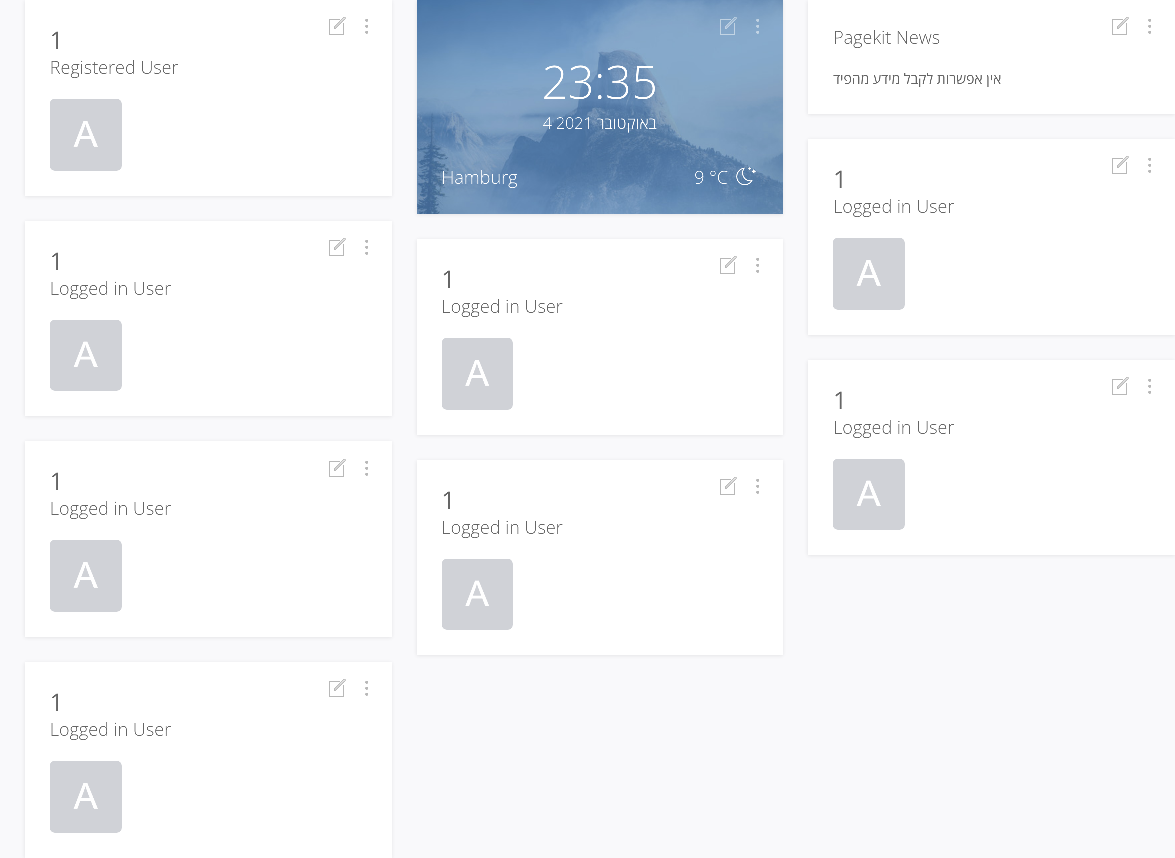 1
Registered User
A
1
Logged in User
A
1
Logged in User
A
1
Logged in User
A
23:35
4 באוקטובר 2021
Hamburg
9 °C
1
Logged in User
A
1
Logged in User
A
Pagekit News
אין אפשרות לקבל מידע מהפיד
1
Logged in User
A
1
Logged in User
A